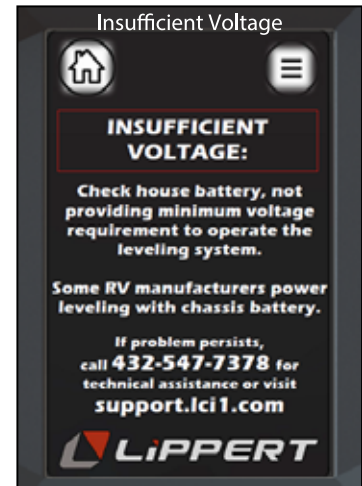 Insufficient Voltage
INSUFFICIENT
VOLTAGE:
Check house battery, not
providing minimum voltage
requirement to operate the
leveling system.
Some RV manufacturers power
leveling with chassis battery.
If problem persists,
call 432-547-7378 for
technical assistance or visit
support.lci1.com
LiPPERT